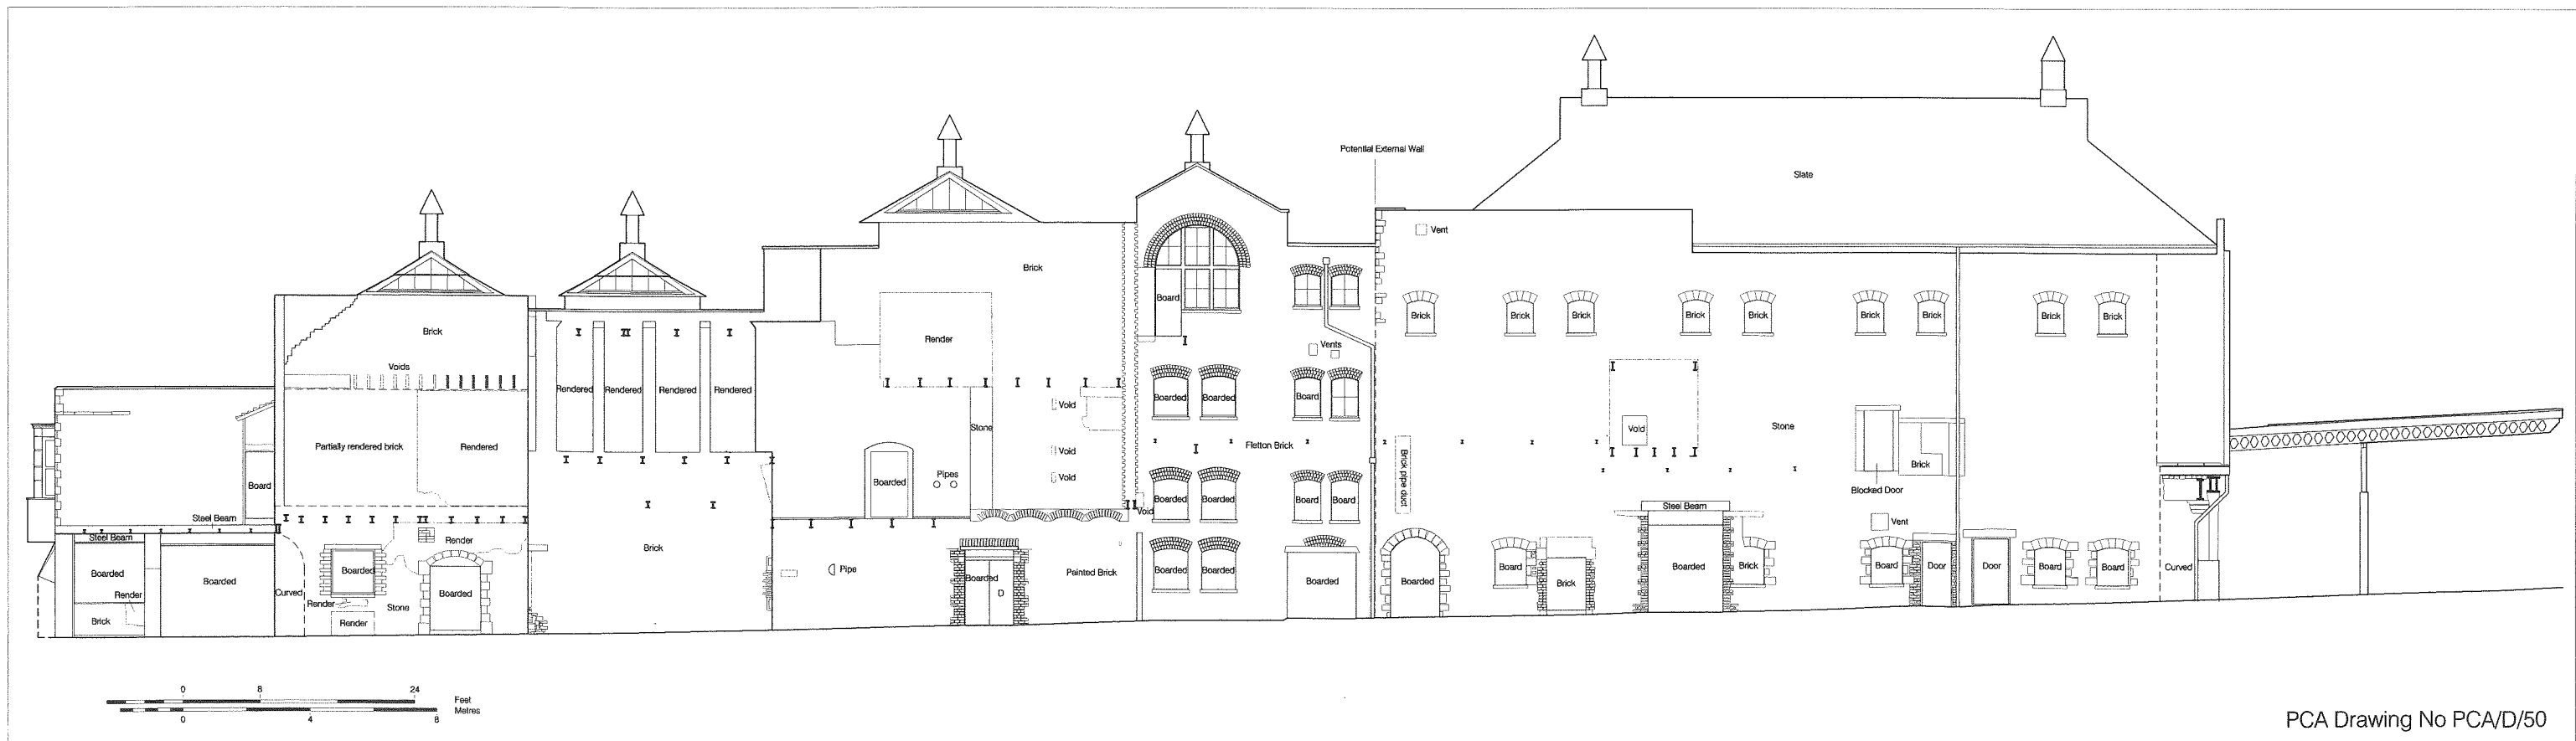 Potential External Wall
Slate
Vent
Brick
Board
Brick
Brick
Brick
Brick
Brick
Brick
Brick
Brick
Brick
Brick
Render
Vents
Voids
Rendered
Rendered
Rendered
Rendered
Boarded
Boarded
Board
Void
Stone
Void
Stone
Partially rendered brick
Rendered
Fletton Brick
Void
Brick pipe duct
Brick
Pipes
Boarded
Void
Board
Blocked Door
Boarded
Boarded
Board
Board
Steel Beam
Void
Steel Beam
Vent
Steel Beam
Render
Brick
Boarded
Boarded
Boarded
Curved
Boarded
Boarded
Pipe
Boarded
D
Painted Brick
Boarded
Boarded
Boarded
Boarded
Board
Brick
Boarded
Brick
Board
Door
Door
Board
Board
Curved
Render
Brick
Render
Stone
Render
0
8
24
Feet
Metres
0
4
8
PCA Drawing No PCA/D/50